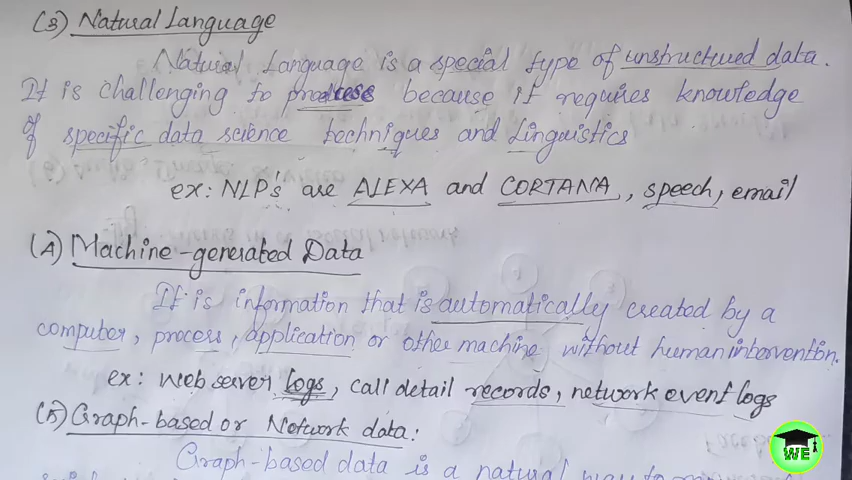 (3) Natural Language
Natural Language is a special type of unstructured data.
It is challenging to process because it requires knowledge
of specific data science techniques and Linguistics
ex: NLP's are ALEXA and CORTANA, speech, email
(4) Machine-generated Data
It is information that is automatically created by a
computer, process, application or other machine without human intervention.
ex: Web server logs, call detail records, network event logs
(5) Graph-based or Network data:
Graph-based data is a natural way to
WE